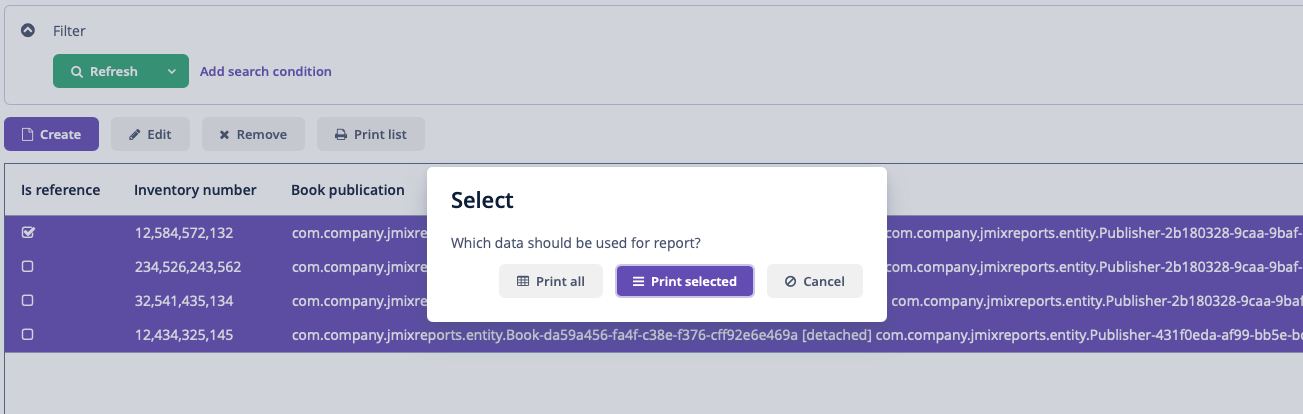 Filter
Refresh Add search condition
Create Edit Remove Print list
Is reference Inventory number Book publication
Select
12,584,572,132 com.company.jmixre com.company.jmixreports.entity.Publisher-2b180328-9caa-9baf-
Which data should be used for report?
234,526,243,562 com.company.jmixre com.company.jmixreports.entity.Publisher-2b180328-9caa-9baf-
Print all Print selected Cancel
32,541,435,134 com.company.jmixre com.company.jmixreports.entity.Publisher-2b180328-9caa-9baf
12,434,325,145 com.company.jmixreports.entity.Book-da59a456-fa4f-c38e-f376-cff92e6e469a [detached] com.company.jmixreports.entity.Publisher-431f0eda-af99-bb5e-bc